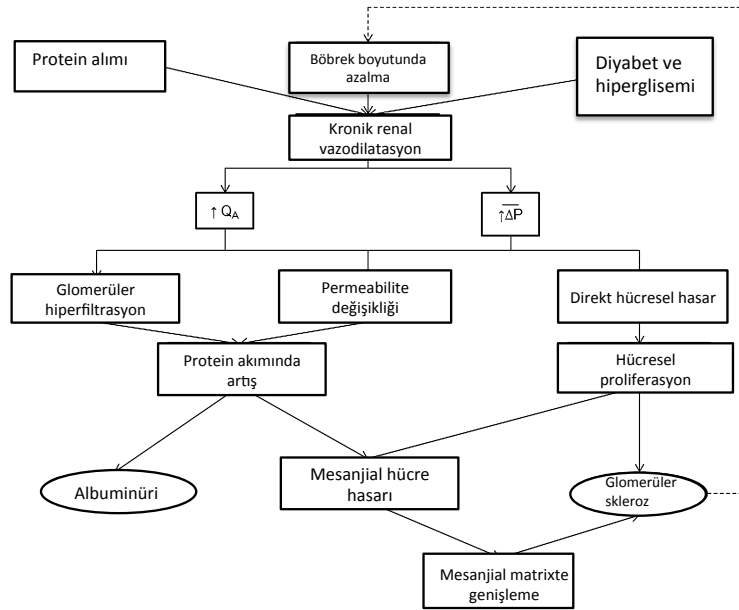 Protein alımı
Böbrek boyutunda
azalma
Diyabet ve
hiperglisemi
Kronik renal
vazodilatasyon
↑ QA
↑ΔP
Glomerüler
hiperfiltrasyon
Permeabilite
değişikliği
Direkt hücresel hasar
Protein akımında
artış
Hücresel
proliferasyon
Albuminüri
Mesanjial hücre
hasarı
Glomerüler
skleroz
Mesanjial matrixte
genişleme